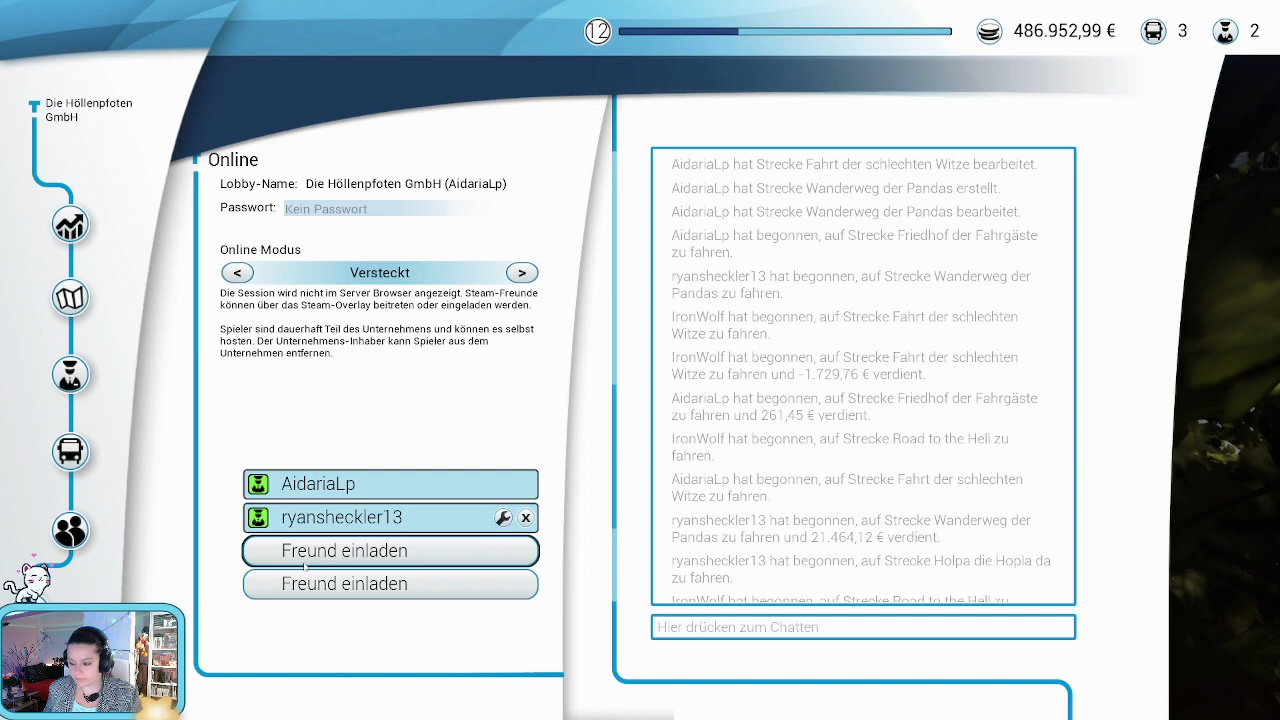 12
486.952,99 €
3
2
Die Höllenpfoten
GmbH
Online
Lobby-Name: Die Höllenpfoten GmbH (AidariaLp)
Passwort: Kein Passwort
Online Modus
< Versteckt >
Die Session wird nicht im Server Browser angezeigt. Steam-Freunde
können über das Steam-Overlay beitreten oder eingeladen werden.
Spieler sind dauerhaft Teil des Unternehmens und können es selbst
hosten. Der Unternehmens-Inhaber kann Spieler aus dem
Unternehmen entfernen.
AidariaLp
ryansheckler13
Freund einladen
Freund einladen
AidariaLp hat Strecke Fahrt der schlechten Witze bearbeitet.
AidariaLp hat Strecke Wanderweg der Pandas erstellt.
AidariaLp hat Strecke Wanderweg der Pandas bearbeitet.
AidariaLp hat begonnen, auf Strecke Friedhof der Fahrgäste
zu fahren.
ryansheckler13 hat begonnen, auf Strecke Wanderweg der
Pandas zu fahren.
IronWolf hat begonnen, auf Strecke Fahrt der schlechten
Witze zu fahren.
IronWolf hat begonnen, auf Strecke Fahrt der schlechten
Witze zu fahren und -1.729,76 € verdient.
AidariaLp hat begonnen, auf Strecke Friedhof der Fahrgäste
zu fahren und 261,45 € verdient.
IronWolf hat begonnen, auf Strecke Road to the Hell zu
fahren.
AidariaLp hat begonnen, auf Strecke Fahrt der schlechten
Witze zu fahren.
ryansheckler13 hat begonnen, auf Strecke Wanderweg der
Pandas zu fahren und 21.464,12 € verdient.
ryansheckler13 hat begonnen, auf Strecke Holpa die Hopla da
zu fahren.
IronWolf hat begonnen, auf Strecke Road to the Hell zu
Hier drücken zum Chatten